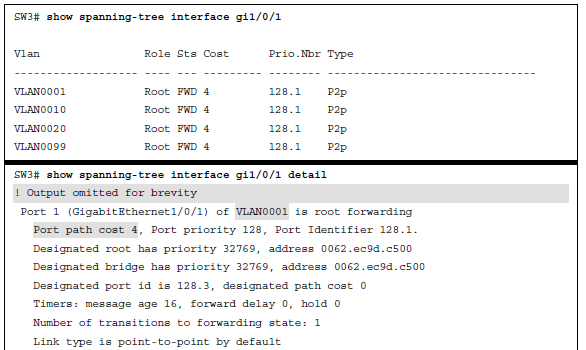 SW3# show spanning-tree interface gi1/0/1
Vlan Role Sts Cost Prio.Nbr Type
------------------- ---- --- --------- -------- --------------------------------
VLAN0001 Root FWD 4 128.1 P2p
VLAN0010 Root FWD 4 128.1 P2p
VLAN0020 Root FWD 4 128.1 P2p
VLAN0099 Root FWD 4 128.1 P2p
SW3# show spanning-tree interface gi1/0/1 detail
! Output omitted for brevity
Port 1 (GigabitEthernet1/0/1) of VLAN0001 is root forwarding
Port path cost 4, Port priority 128, Port Identifier 128.1.
Designated root has priority 32769, address 0062.ec9d.c500
Designated bridge has priority 32769, address 0062.ec9d.c500
Designated port id is 128.3, designated path cost 0
Timers: message age 16, forward delay 0, hold 0
Number of transitions to forwarding state: 1
Link type is point-to-point by default